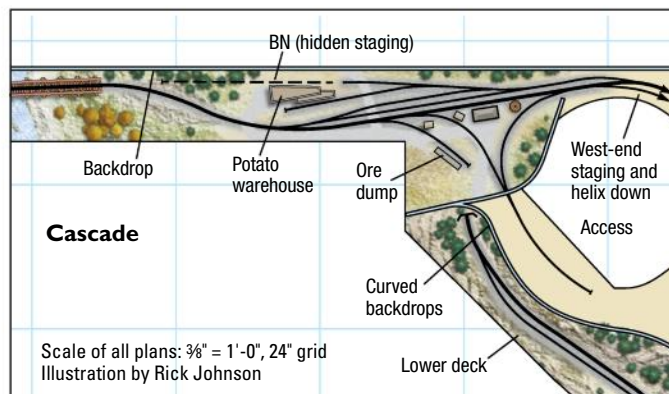 BN (hidden staging)
Backdrop
Potato
warehouse
Ore
dump
West-end
staging and
helix down
Access
Cascade
Curved
backdrops
Lower deck
Scale of all plans: ⅜" = 1'-0", 24" grid
Illustration by Rick Johnson